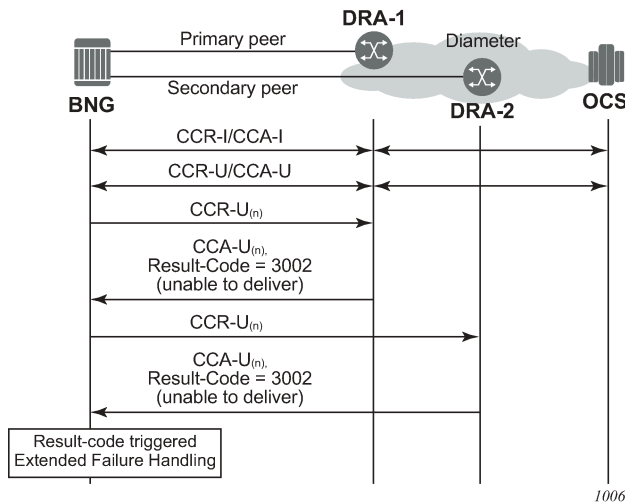 DRA-1
Primary peer
Diameter
Secondary peer
BNG
OCS
DRA-2
CCR-I/CCA-I
CCR-U/CCA-U
CCR-U(n)
CCA-U(n),
Result-Code = 3002
(unable to deliver)
CCR-U(n)
CCA-U(n),
Result-Code = 3002
(unable to deliver)
Result-code triggered
Extended Failure Handling
1006